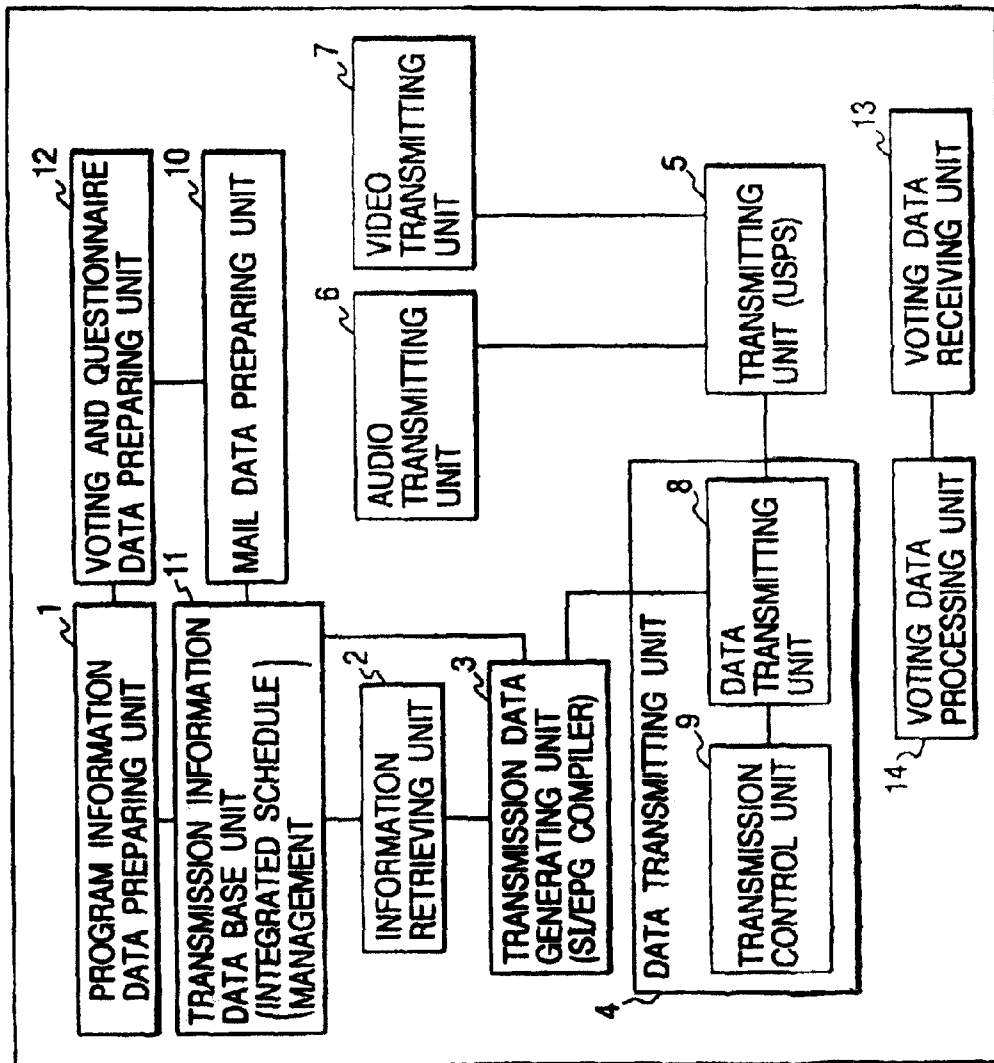 1
PROGRAM INFORMATION
DATA PREPARING UNIT
12
VOTING AND QUESTIONNAIRE
DATA PREPARING UNIT
11
TRANSMISSION INFORMATION
DATA BASE UNIT
(INTEGRATED SCHEDULE
MANAGEMENT)
10
MAIL DATA PREPARING UNIT
2
INFORMATION
RETRIEVING UNIT
3
TRANSMISSION DATA
GENERATING UNIT
(SI/EPG COMPILER)
6
AUDIO
TRANSMITTING
UNIT
7
VIDEO
TRANSMITTING
UNIT
4
DATA TRANSMITTING UNIT
9
TRANSMISSION
CONTROL UNIT
8
DATA
TRANSMITTING
UNIT
5
TRANSMITTING
UNIT (USPS)
14
VOTING DATA
PROCESSING UNIT
13
VOTING DATA
RECEIVING UNIT